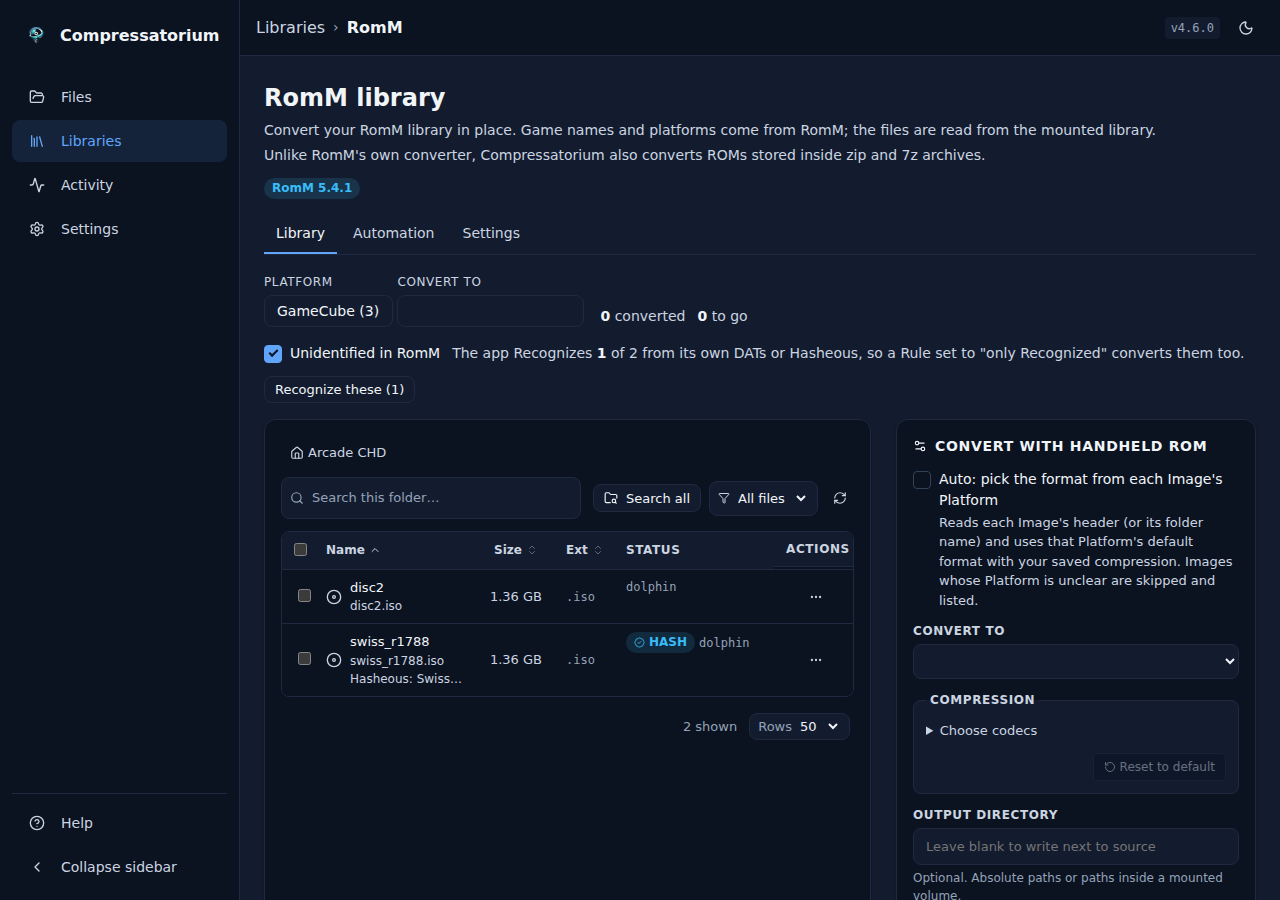 Compressatorium
Libraries › RomM
v4.6.0
Files
Libraries
Activity
Settings
Help
Collapse sidebar
RomM library
Convert your RomM library in place. Game names and platforms come from RomM; the files are read from the mounted library.
Unlike RomM's own converter, Compressatorium also converts ROMs stored inside zip and 7z archives.
RomM 5.4.1
Library Automation Settings
PLATFORM CONVERT TO
GameCube (3)
0 converted 0 to go
Unidentified in RomM The app Recognizes 1 of 2 from its own DATs or Hasheous, so a Rule set to "only Recognized" converts them too.
Recognize these (1)
Arcade CHD
Search this folder…
Search all
All files
Name Size Ext STATUS ACTIONS
disc2
disc2.iso
1.36 GB .iso dolphin
swiss_r1788
swiss_r1788.iso
Hasheous: Swiss…
1.36 GB .iso HASH dolphin
2 shown Rows 50
CONVERT WITH HANDHELD ROM
Auto: pick the format from each Image's
Platform
Reads each Image's header (or its folder
name) and uses that Platform's default
format with your saved compression. Images
whose Platform is unclear are skipped and
listed.
CONVERT TO
COMPRESSION
Choose codecs
Reset to default
OUTPUT DIRECTORY
Leave blank to write next to source
Optional. Absolute paths or paths inside a mounted
volume.